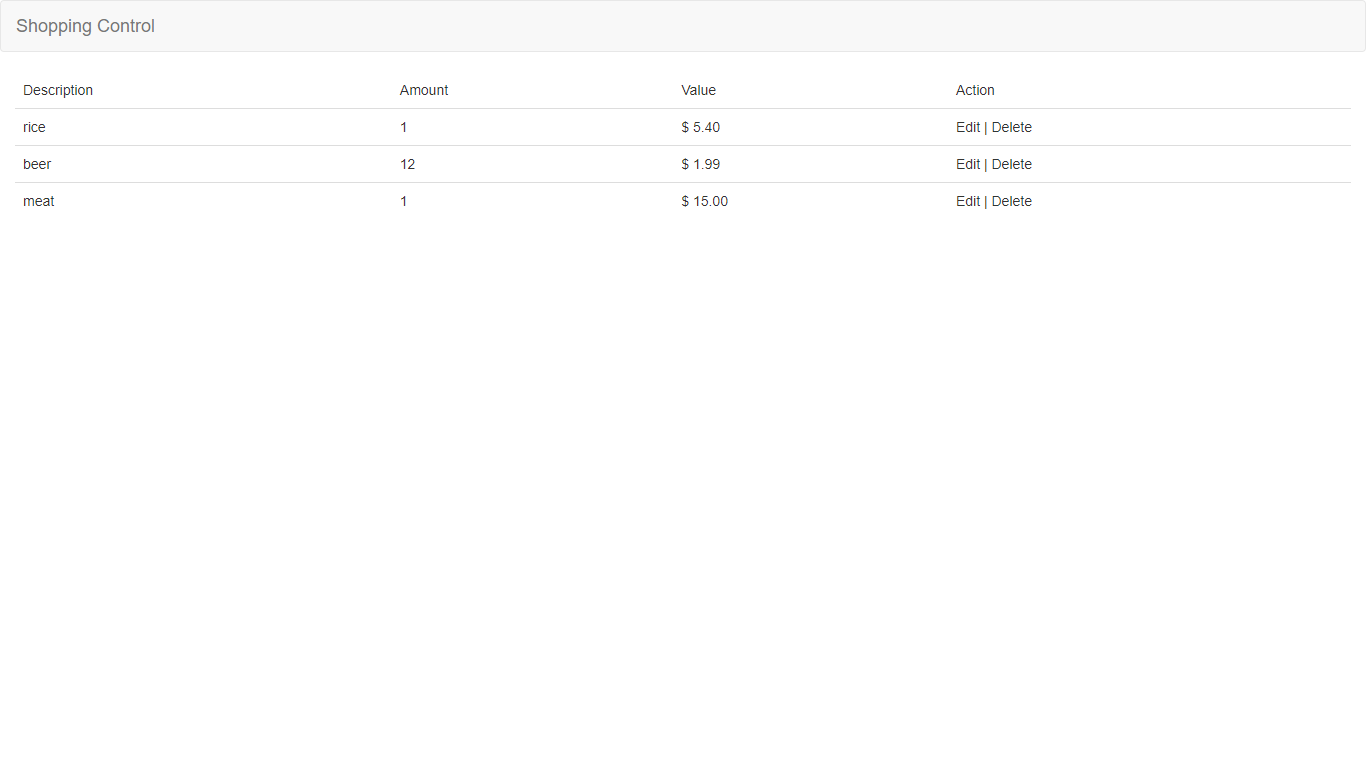 Shopping Control
Description Amount Value Action
rice 1 $ 5.40 Edit | Delete
beer 12 $ 1.99 Edit | Delete
meat 1 $ 15.00 Edit | Delete